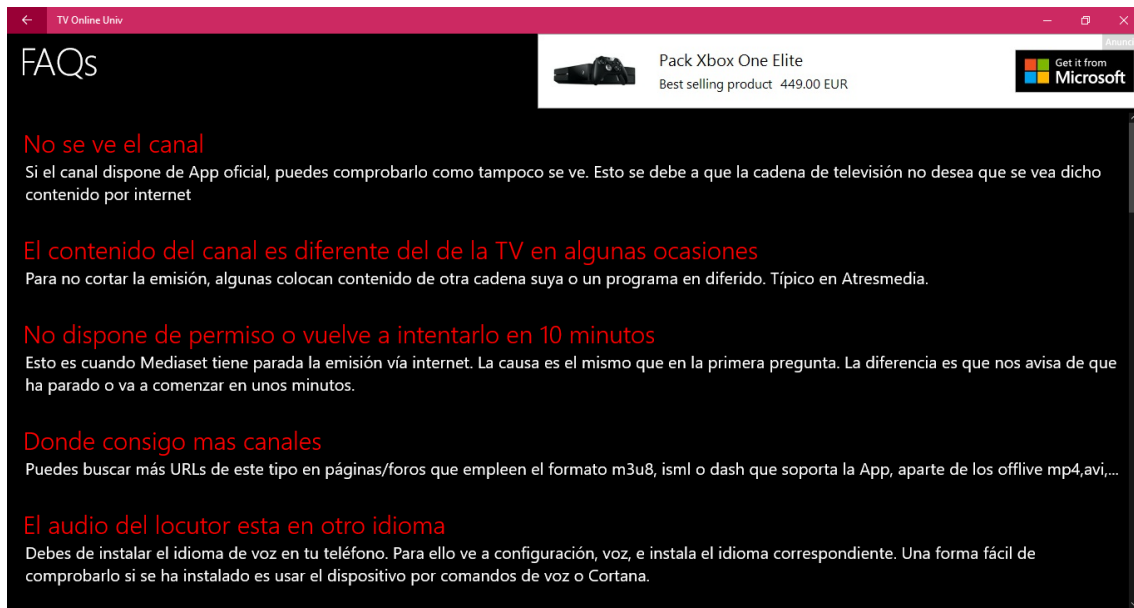 TV Online Univ
FAQs
Pack Xbox One Elite
Best selling product 449.00 EUR
Anunci
Get it from
Microsoft
No se ve el canal
Si el canal dispone de App oficial, puedes comprobarlo como tampoco se ve. Esto se debe a que la cadena de televisión no desea que se vea dicho
contenido por internet
El contenido del canal es diferente del de la TV en algunas ocasiones
Para no cortar la emisión, algunas colocan contenido de otra cadena suya o un programa en diferido. Típico en Atresmedia.
No dispone de permiso o vuelve a intentarlo en 10 minutos
Esto es cuando Mediaset tiene parada la emisión vía internet. La causa es el mismo que en la primera pregunta. La diferencia es que nos avisa de que
ha parado o va a comenzar en unos minutos.
Donde consigo mas canales
Puedes buscar más URLs de este tipo en páginas/foros que empleen el formato m3u8, isml o dash que soporta la App, aparte de los offlive mp4,avi,...
El audio del locutor esta en otro idioma
Debes de instalar el idioma de voz en tu teléfono. Para ello ve a configuración, voz, e instala el idioma correspondiente. Una forma fácil de
comprobarlo si se ha instalado es usar el dispositivo por comandos de voz o Cortana.